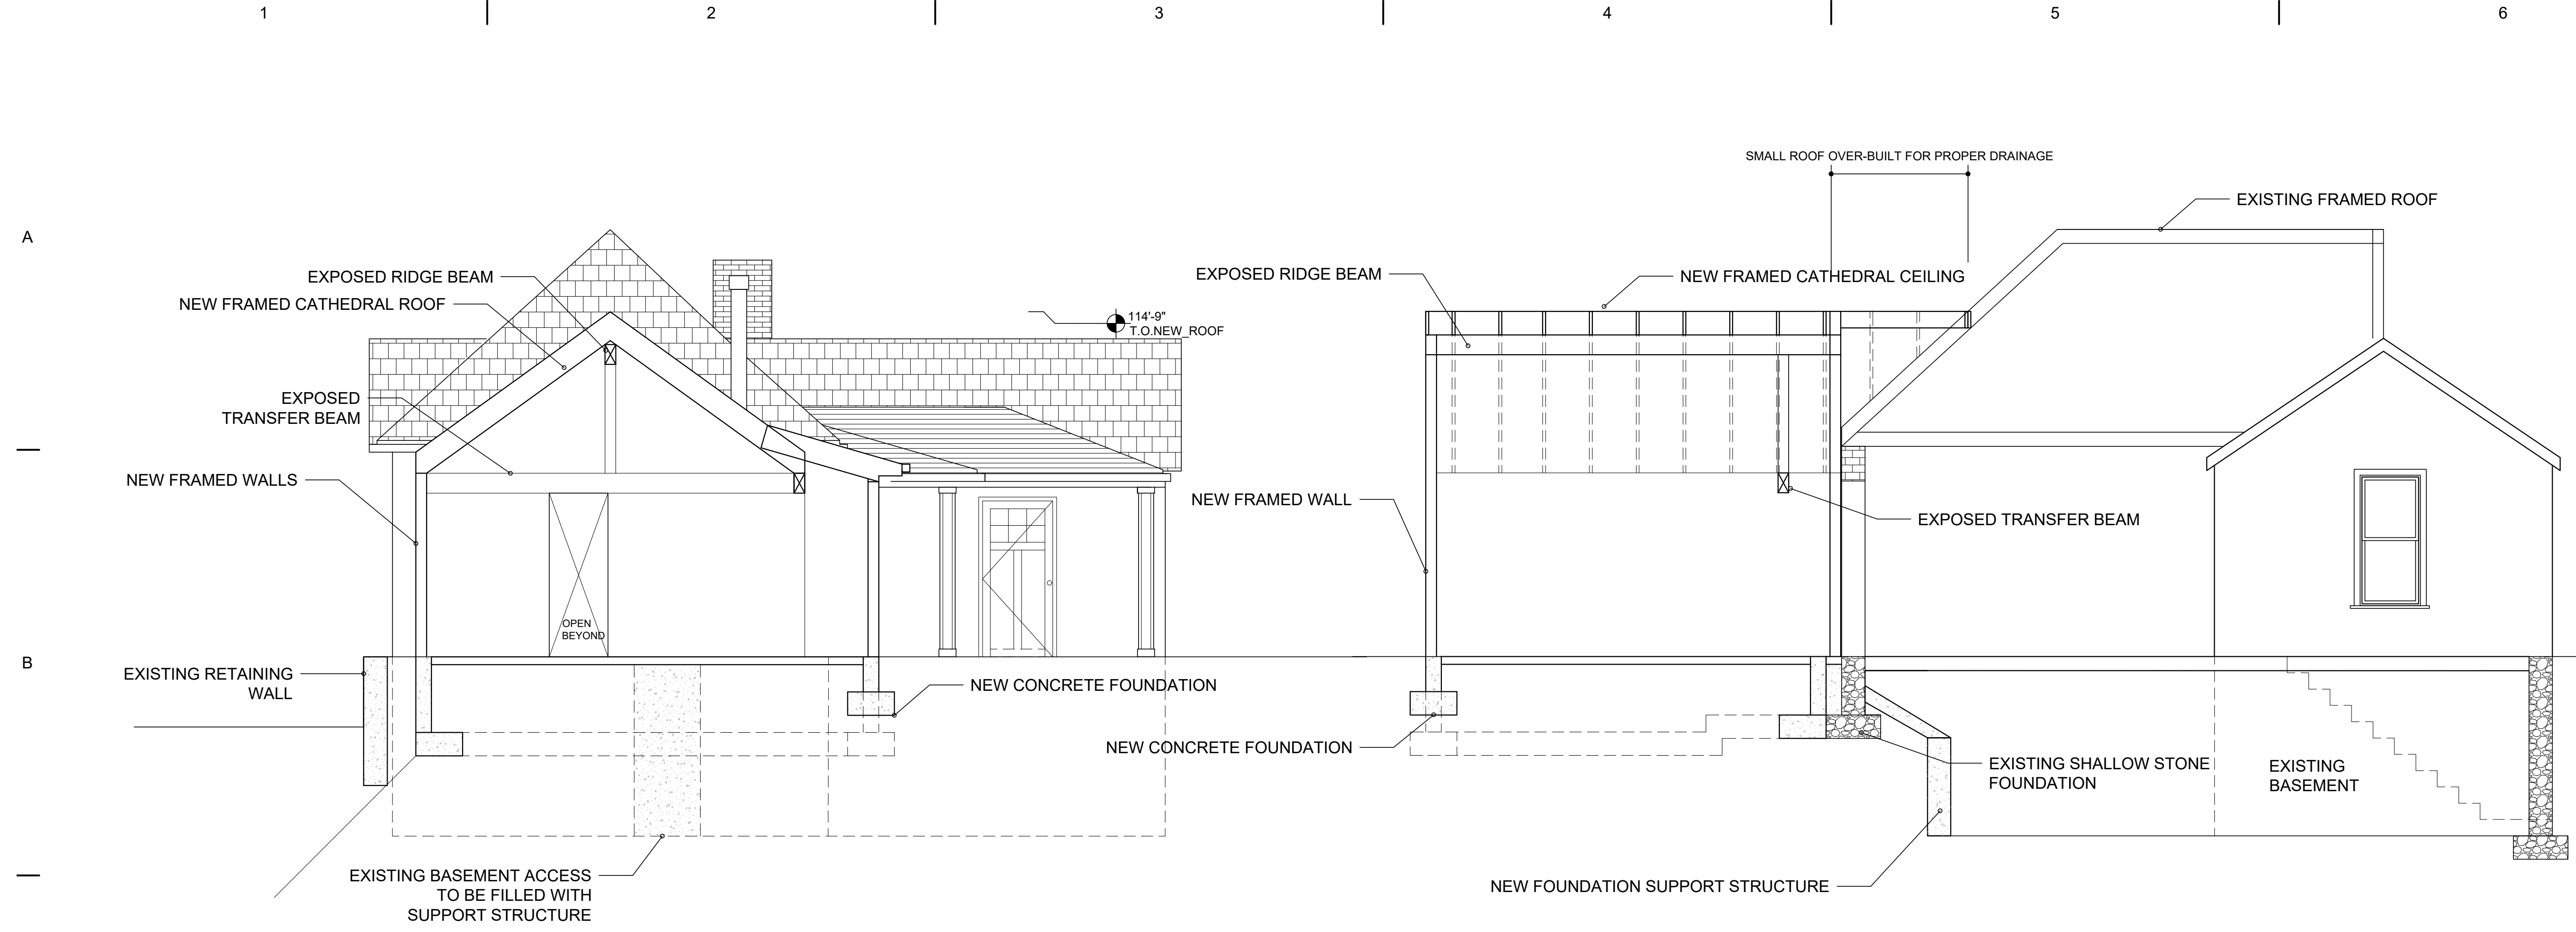 1
2
3
4
5
6
SMALL ROOF OVER-BUILT FOR PROPER DRAINAGE
EXISTING FRAMED ROOF
A
EXPOSED RIDGE BEAM
NEW FRAMED CATHEDRAL ROOF
EXPOSED
TRANSFER BEAM
NEW FRAMED WALLS
114'-9"
T.O.NEW_ROOF
EXPOSED RIDGE BEAM
NEW FRAMED CATHEDRAL CEILING
NEW FRAMED WALL
EXPOSED TRANSFER BEAM
OPEN
BEYOND
B
EXISTING RETAINING
WALL
NEW CONCRETE FOUNDATION
NEW CONCRETE FOUNDATION
EXISTING SHALLOW STONE
FOUNDATION
EXISTING
BASEMENT
EXISTING BASEMENT ACCESS
TO BE FILLED WITH
SUPPORT STRUCTURE
NEW FOUNDATION SUPPORT STRUCTURE